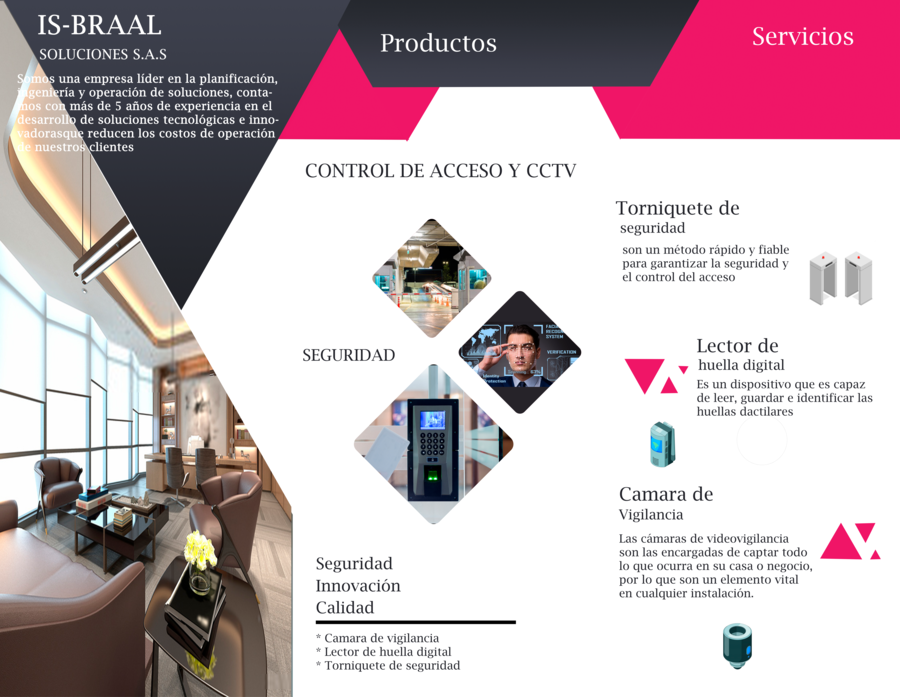 IS-BRAAL
SOLUCIONES S.A.S
Somos una empresa líder en la planificación,
ingeniería y operación de soluciones, conta-
mos con más de 5 años de experiencia en el
desarrollo de soluciones tecnológicas e inno-
vadorasque reducen los costos de operación
de nuestros clientes
Productos
CONTROL DE ACCESO Y CCTV
SEGURIDAD
VERIFICATION
Identity
Protection
Seguridad
Innovación
Calidad
* Camara de vigilancia
* Lector de huella digital
* Torniquete de seguridad
Servicios
Torniquete de
seguridad
son un método rápido y fiable
para garantizar la seguridad y
el control del acceso
Lector de
huella digital
Es un dispositivo que es capaz
de leer, guardar e identificar las
huellas dactilares
Camara de
Vigilancia
Las cámaras de videovigilancia
son las encargadas de captar todo
lo que ocurra en su casa o negocio,
por lo que son un elemento vital
en cualquier instalación.